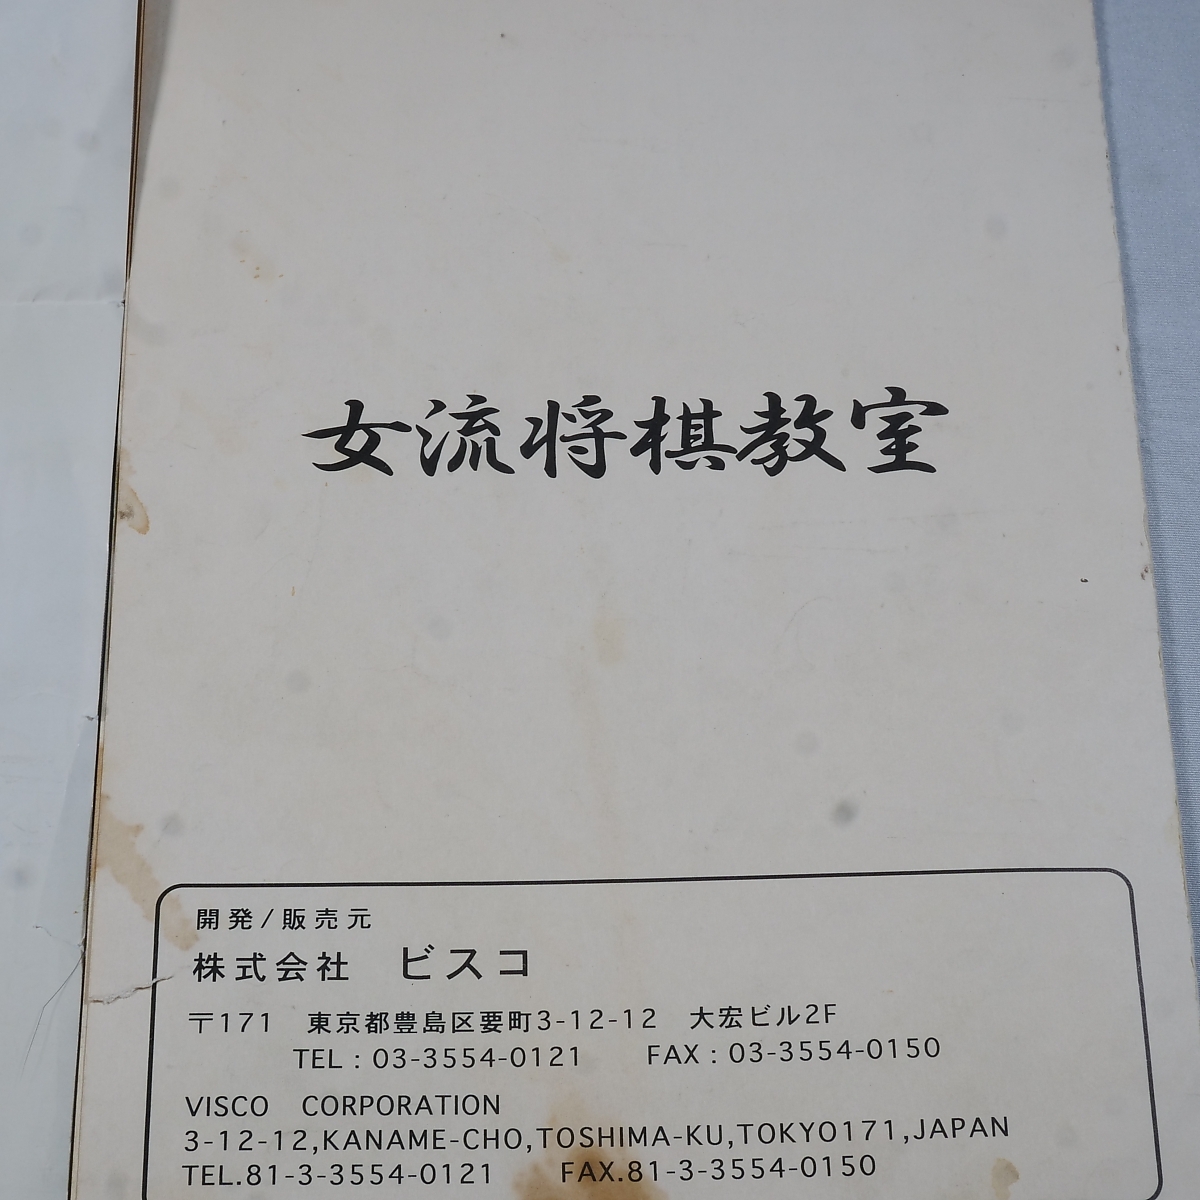 女流将棋教室
開発/販売元
株式会社　ビスコ
〒171　東京都豊島区要町3-12-12　大宏ビル2F
TEL：03-3554-0121　FAX：03-3554-0150
VISCO　CORPORATION
3-12-12,KANAME-CHO,TOSHIMA-KU,TOKYO171,JAPAN
TEL.81-3-3554-0121　FAX.81-3-3554-0150